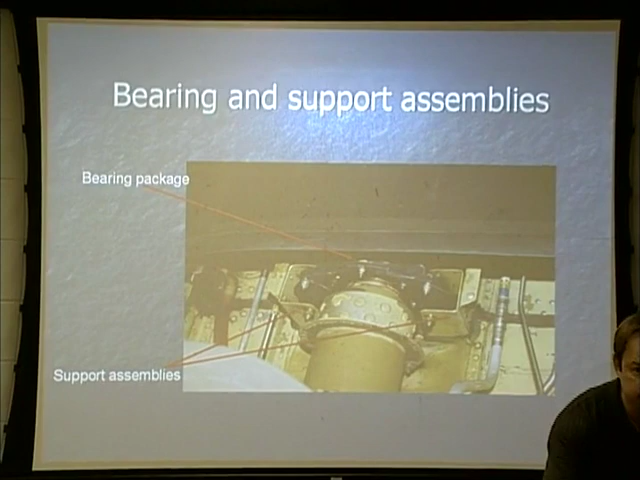 Bearing and support assemblies
Bearing package
Support assemblies